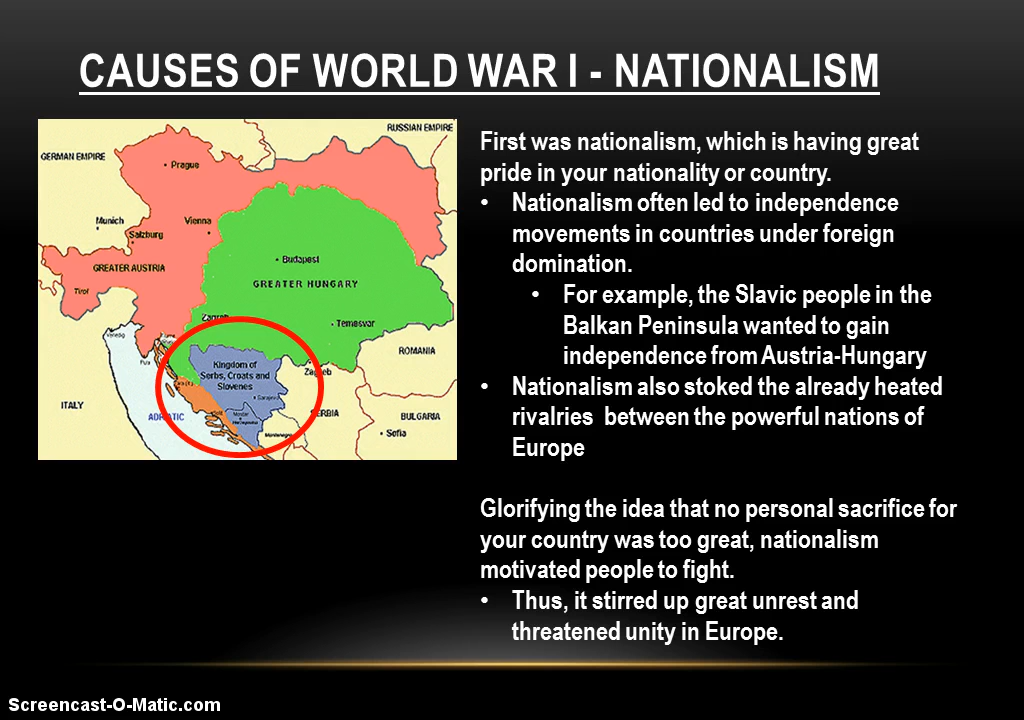 CAUSES OF WORLD WAR I - NATIONALISM
RUSSIAN EMPIRE
GERMAN EMPIRE
Prague
Munich
Vienna
Salzburg
GREATER AUSTRIA
Budapest
Tirol
GREATER HUNGARY
Zagreb
Temesvar
ROMANIA
Kingdom of
Serbs, Croats and
Slovenes
Zagreb
Sarajevo
ITALY
ADRIATIC
Mostar
SERBIA
BULGARIA
Montenegro
Sofia
First was nationalism, which is having great
pride in your nationality or country.
• Nationalism often led to independence
movements in countries under foreign
domination.
• For example, the Slavic people in the
Balkan Peninsula wanted to gain
independence from Austria-Hungary
• Nationalism also stoked the already heated
rivalries between the powerful nations of
Europe
Glorifying the idea that no personal sacrifice for
your country was too great, nationalism
motivated people to fight.
• Thus, it stirred up great unrest and
threatened unity in Europe.
Screencast-O-Matic.com